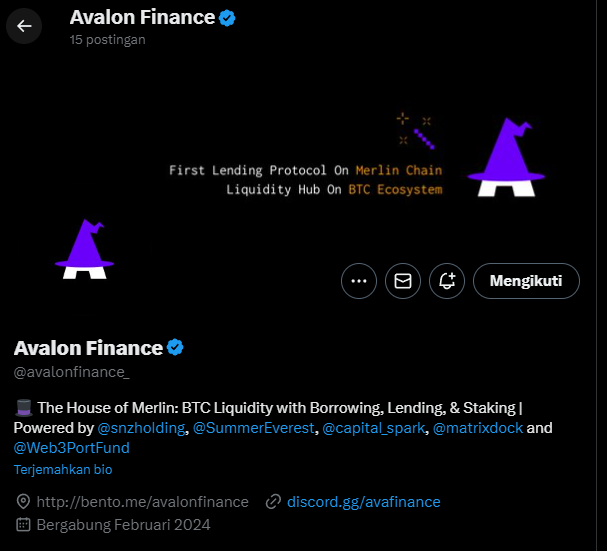 Avalon Finance
15 postingan
First Lending Protocol On Merlin Chain
Liquidity Hub On BTC Ecosystem
Mengikuti
Avalon Finance
@avalonfinance_
The House of Merlin: BTC Liquidity with Borrowing, Lending, & Staking |
Powered by @snzholding, @SummerEverest, @capital_spark, @matrixdock and
@Web3PortFund
Terjemahkan bio
http://bento.me/avalonfinance discord.gg/avafinance
Bergabung Februari 2024